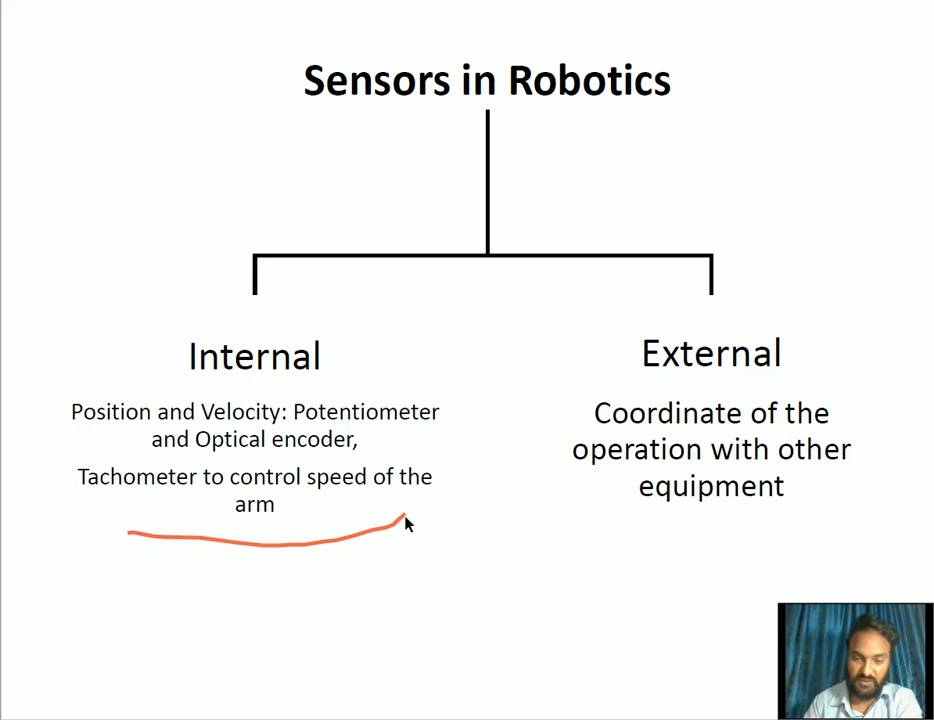 Sensors in Robotics
Internal
Position and Velocity: Potentiometer
and Optical encoder,
Tachometer to control speed of the
arm
External
Coordinate of the
operation with other
equipment